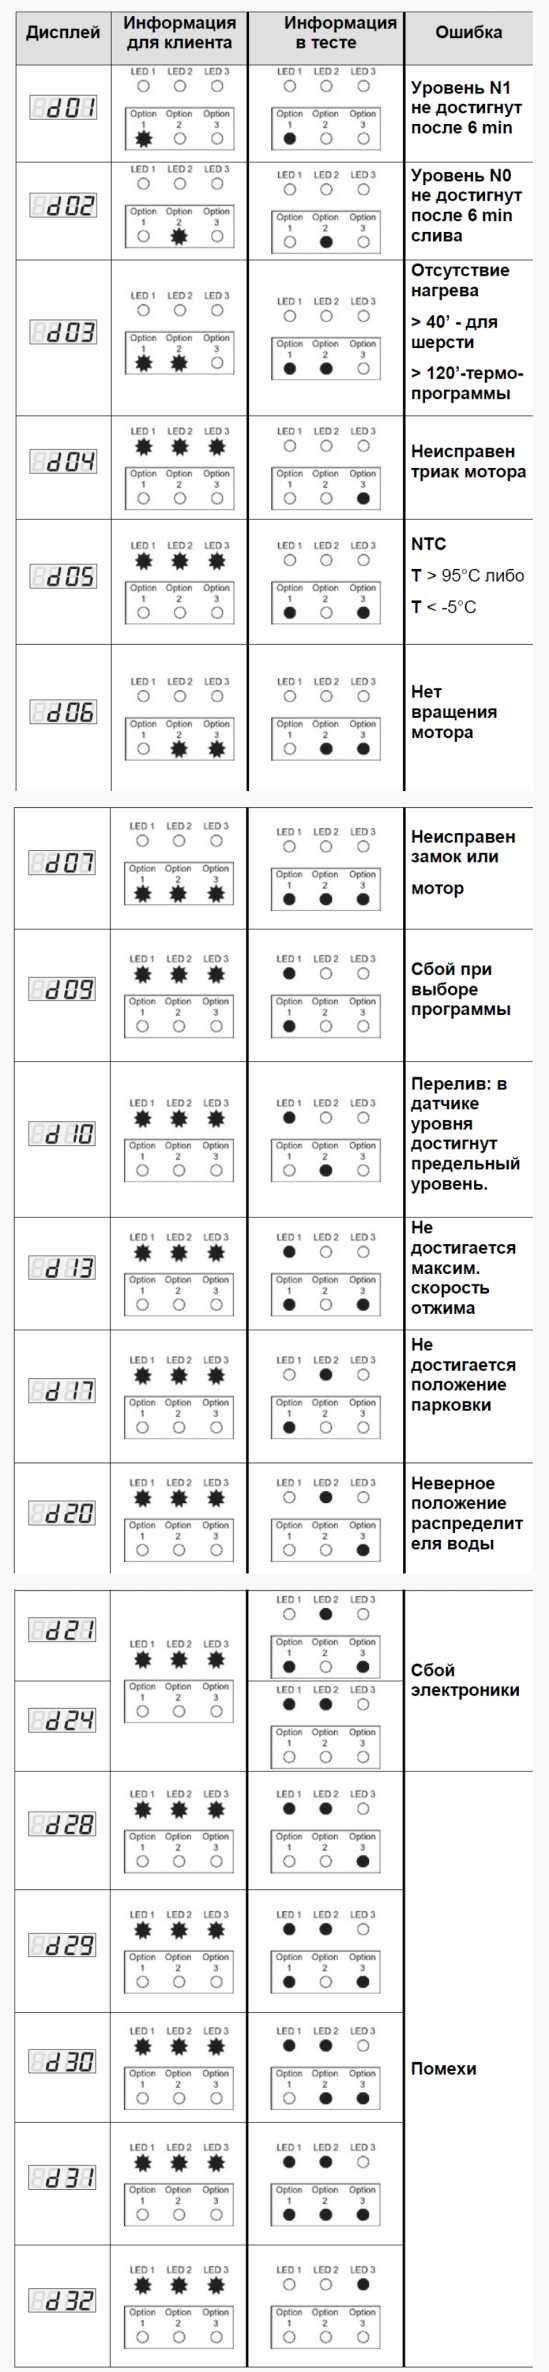 Дисплей
Информация
для клиента
Информация
в тесте
Ошибка
d01
LED 1 LED 2 LED 3
Option Option Option
1 2 3
LED 1 LED 2 LED 3
Option Option Option
1 2 3
Уровень N1
не достигнут
после 6 min
d02
LED 1 LED 2 LED 3
Option Option Option
1 2 3
LED 1 LED 2 LED 3
Option Option Option
1 2 3
Уровень N0
не достигнут
после 6 min
слива
d03
LED 1 LED 2 LED 3
Option Option Option
1 2 3
LED 1 LED 2 LED 3
Option Option Option
1 2 3
Отсутствие
нагрева
> 40’ - для
шерсти
> 120’-термо-
программы
d04
LED 1 LED 2 LED 3
Option Option Option
1 2 3
LED 1 LED 2 LED 3
Option Option Option
1 2 3
Неисправен
триак мотора
d05
LED 1 LED 2 LED 3
Option Option Option
1 2 3
LED 1 LED 2 LED 3
Option Option Option
1 2 3
NTC
T > 95°C либо
T < -5°C
d06
LED 1 LED 2 LED 3
Option Option Option
1 2 3
LED 1 LED 2 LED 3
Option Option Option
1 2 3
Нет
вращения
мотора
d07
LED 1 LED 2 LED 3
Option Option Option
1 2 3
LED 1 LED 2 LED 3
Option Option Option
1 2 3
Неисправен
замок или
мотор
d09
LED 1 LED 2 LED 3
Option Option Option
1 2 3
LED 1 LED 2 LED 3
Option Option Option
1 2 3
Сбой при
выборе
программы
d10
LED 1 LED 2 LED 3
Option Option Option
1 2 3
LED 1 LED 2 LED 3
Option Option Option
1 2 3
Перелив: в
датчике
уровня
достигнут
предельный
уровень.
d13
LED 1 LED 2 LED 3
Option Option Option
1 2 3
LED 1 LED 2 LED 3
Option Option Option
1 2 3
Не
достигается
максим.
скорость
отжима
d17
LED 1 LED 2 LED 3
Option Option Option
1 2 3
LED 1 LED 2 LED 3
Option Option Option
1 2 3
Не
достигается
положение
парковки
d20
LED 1 LED 2 LED 3
Option Option Option
1 2 3
LED 1 LED 2 LED 3
Option Option Option
1 2 3
Неверное
положение
распределит
еля воды
d21
LED 1 LED 2 LED 3
Option Option Option
1 2 3
LED 1 LED 2 LED 3
Option Option Option
1 2 3
Сбой
электроники
d24
LED 1 LED 2 LED 3
Option Option Option
1 2 3
d28
LED 1 LED 2 LED 3
Option Option Option
1 2 3
LED 1 LED 2 LED 3
Option Option Option
1 2 3
d29
LED 1 LED 2 LED 3
Option Option Option
1 2 3
LED 1 LED 2 LED 3
Option Option Option
1 2 3
d30
LED 1 LED 2 LED 3
Option Option Option
1 2 3
LED 1 LED 2 LED 3
Option Option Option
1 2 3
Помехи
d31
LED 1 LED 2 LED 3
Option Option Option
1 2 3
LED 1 LED 2 LED 3
Option Option Option
1 2 3
d32
LED 1 LED 2 LED 3
Option Option Option
1 2 3
LED 1 LED 2 LED 3
Option Option Option
1 2 3